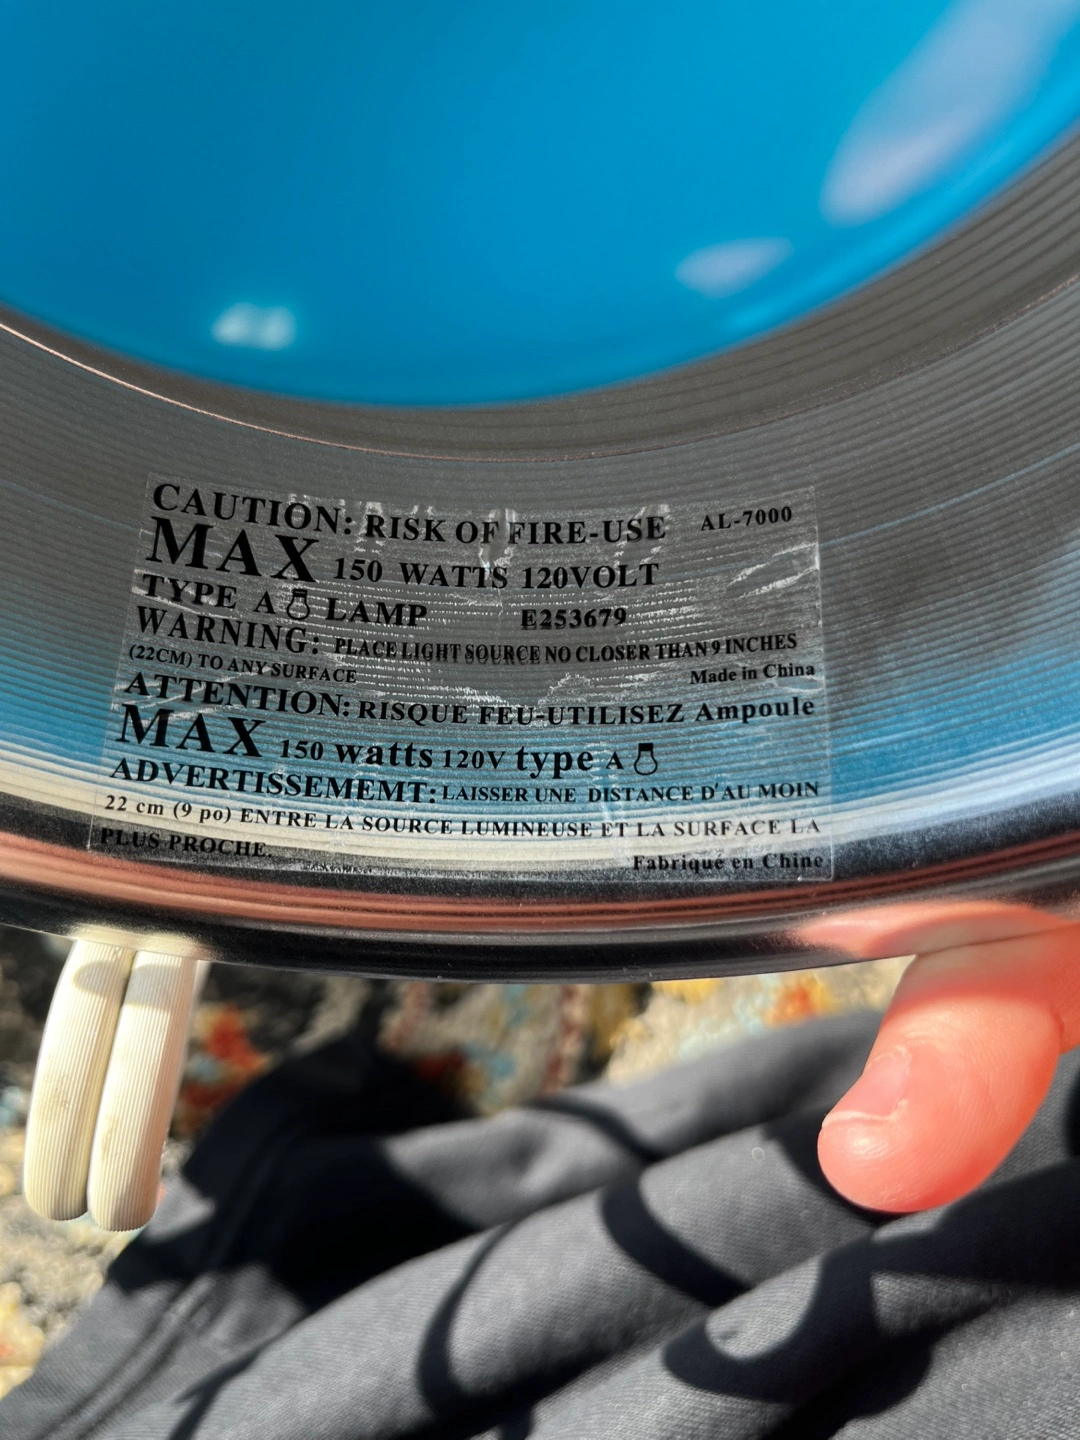 CAUTION: RISK OF FIRE-USE AL-7000
MAX 150 WATTS 120VOLT
TYPE A LAMP E253679
WARNING: PLACE LIGHT SOURCE NO CLOSER THAN 9 INCHES
(22CM) TO ANY SURFACE Made in China
ATTENTION: RISQUE FEU-UTILISEZ Ampoule
MAX 150 watts 120V type A
ADVERTISSEMEMT: LAISSER UNE DISTANCE D'AU MOIN
22 cm (9 po) ENTRE LA SOURCE LUMINEUSE ET LA SURFACE LA
PLUS PROCHE. Fabriqué en Chine